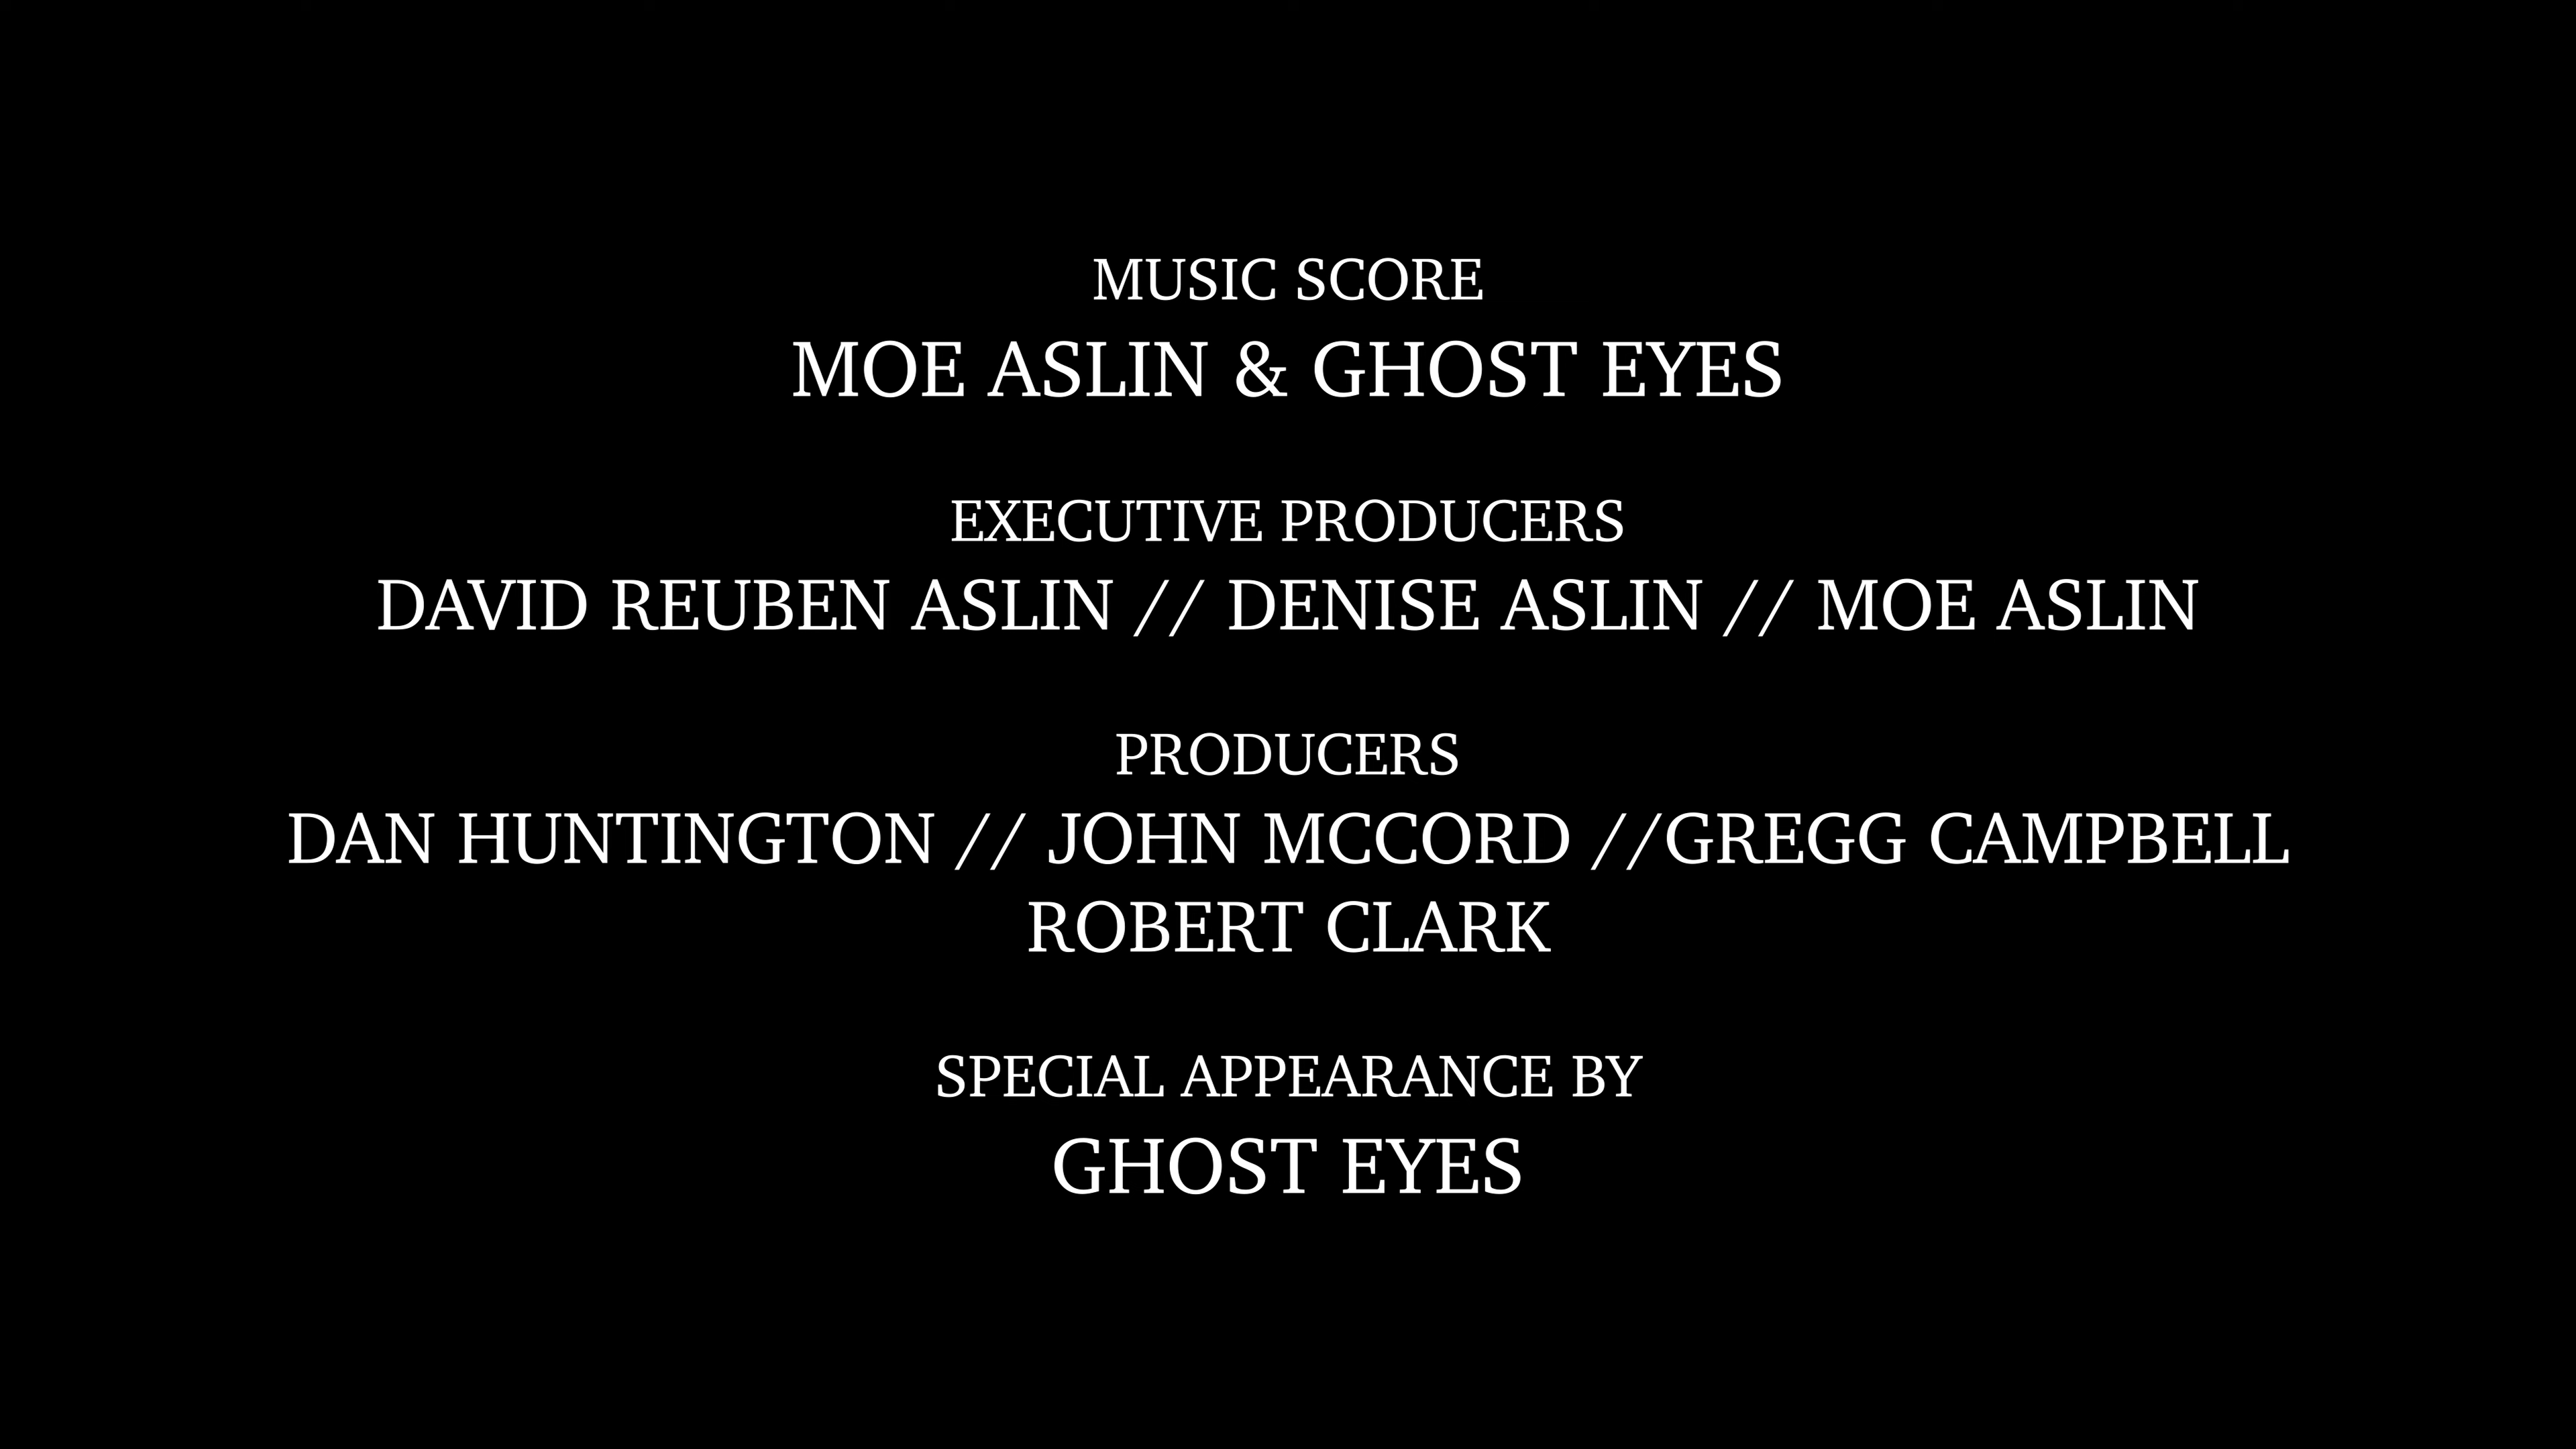 MUSIC SCORE
MOE ASLIN & GHOST EYES
EXECUTIVE PRODUCERS
DAVID REUBEN ASLIN // DENISE ASLIN // MOE ASLIN
PRODUCERS
DAN HUNTINGTON // JOHN MCCORD //GREGG CAMPBELL
ROBERT CLARK
SPECIAL APPEARANCE BY
GHOST EYES